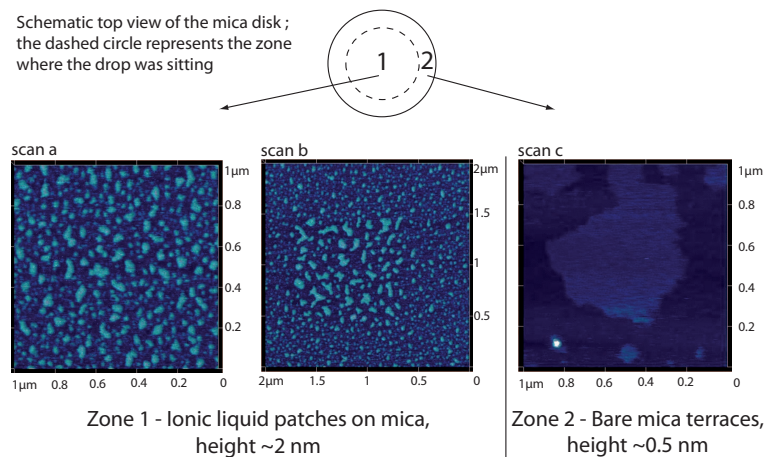 Schematic top view of the mica disk ;
the dashed circle represents the zone
where the drop was sitting
1
2
scan a
scan b
scan c
1μm
0.8
0.6
0.4
0.2
1μm 0.8 0.6 0.4 0.2 0
2μm
1.5
1
0.5
2μm 1.5 1 0.5 0
1μm
0.8
0.6
0.4
0.2
1μm 0.8 0.6 0.4 0.2 0
Zone 1 - Ionic liquid patches on mica,
height ~2 nm
Zone 2 - Bare mica terraces,
height ~0.5 nm